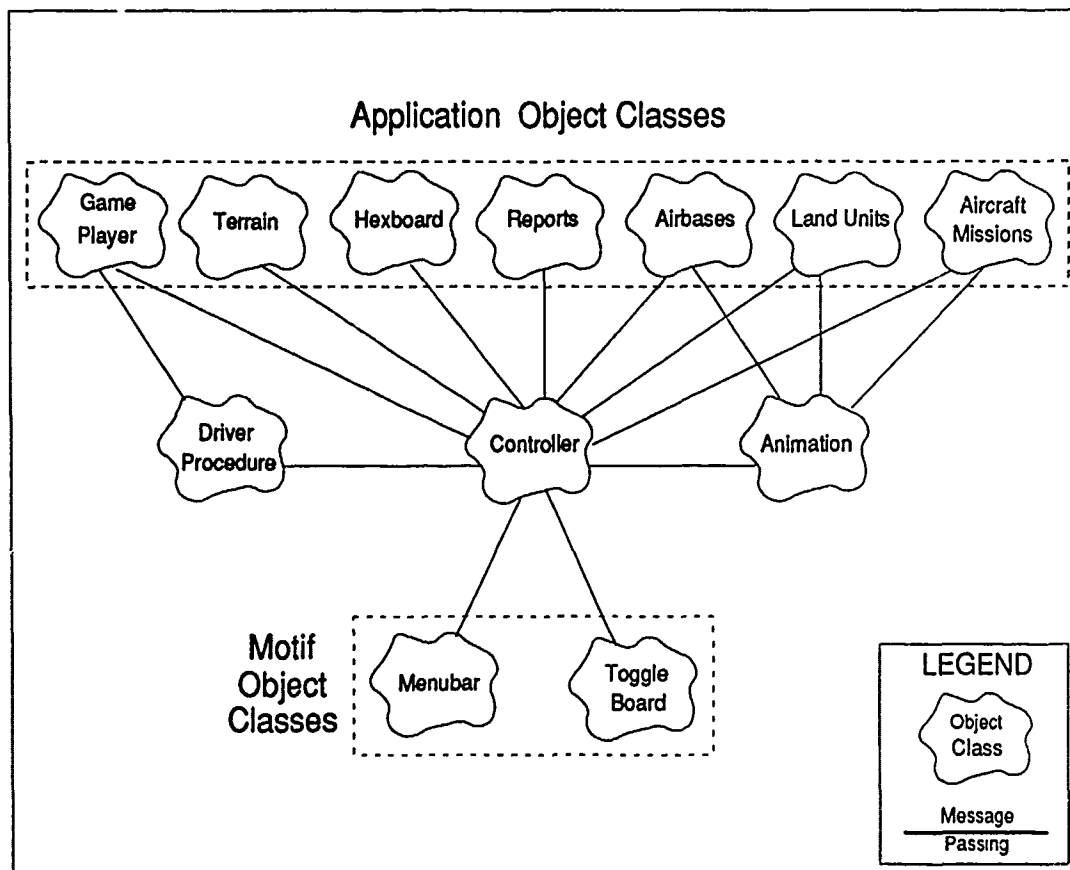 Application Object Classes
Game
Player
Terrain
Hexboard
Reports
Airbases
Land Units
Aircraft
Missions
Driver
Procedure
Controller
Animation
Motif
Object
Classes
Menubar
Toggle
Board
LEGEND
Object
Class
Message
Passing